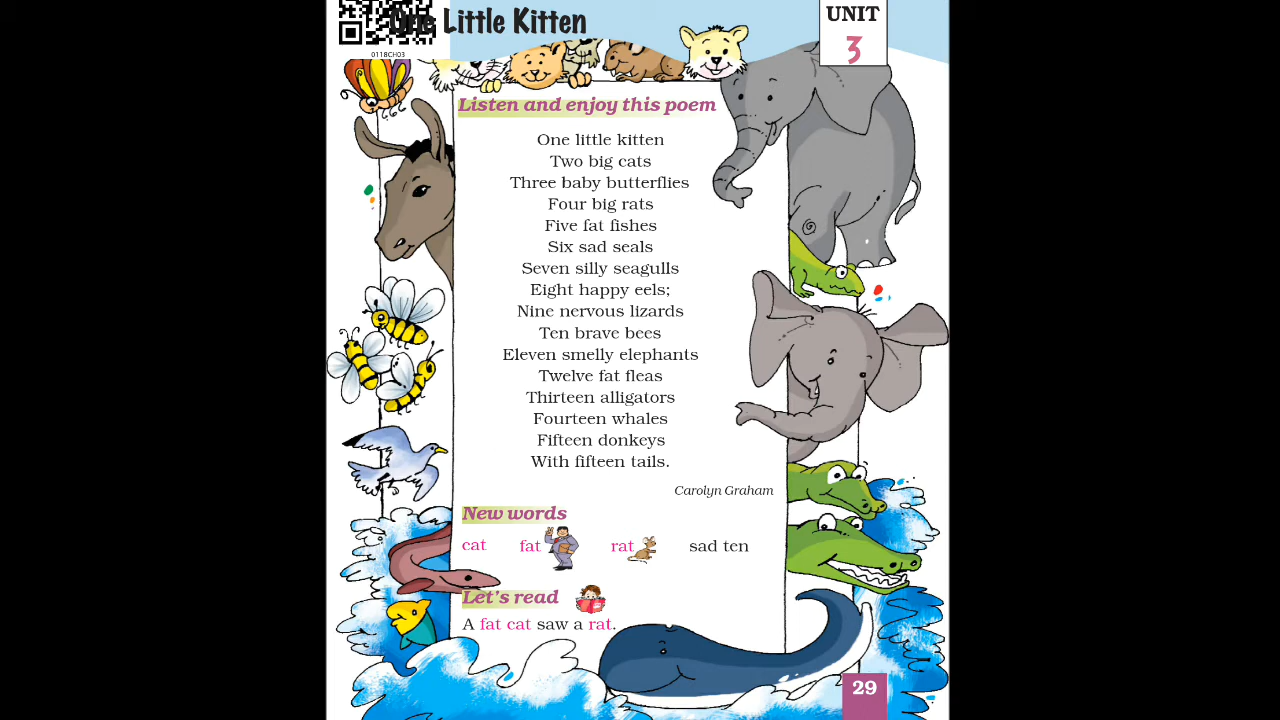 One Little Kitten
UNIT
3
0118CH03
Listen and enjoy this poem
One little kitten
Two big cats
Three baby butterflies
Four big rats
Five fat fishes
Six sad seals
Seven silly seagulls
Eight happy eels;
Nine nervous lizards
Ten brave bees
Eleven smelly elephants
Twelve fat fleas
Thirteen alligators
Fourteen whales
Fifteen donkeys
With fifteen tails.
Carolyn Graham
New words
cat fat rat sad ten
Let's read
A fat cat saw a rat.
29